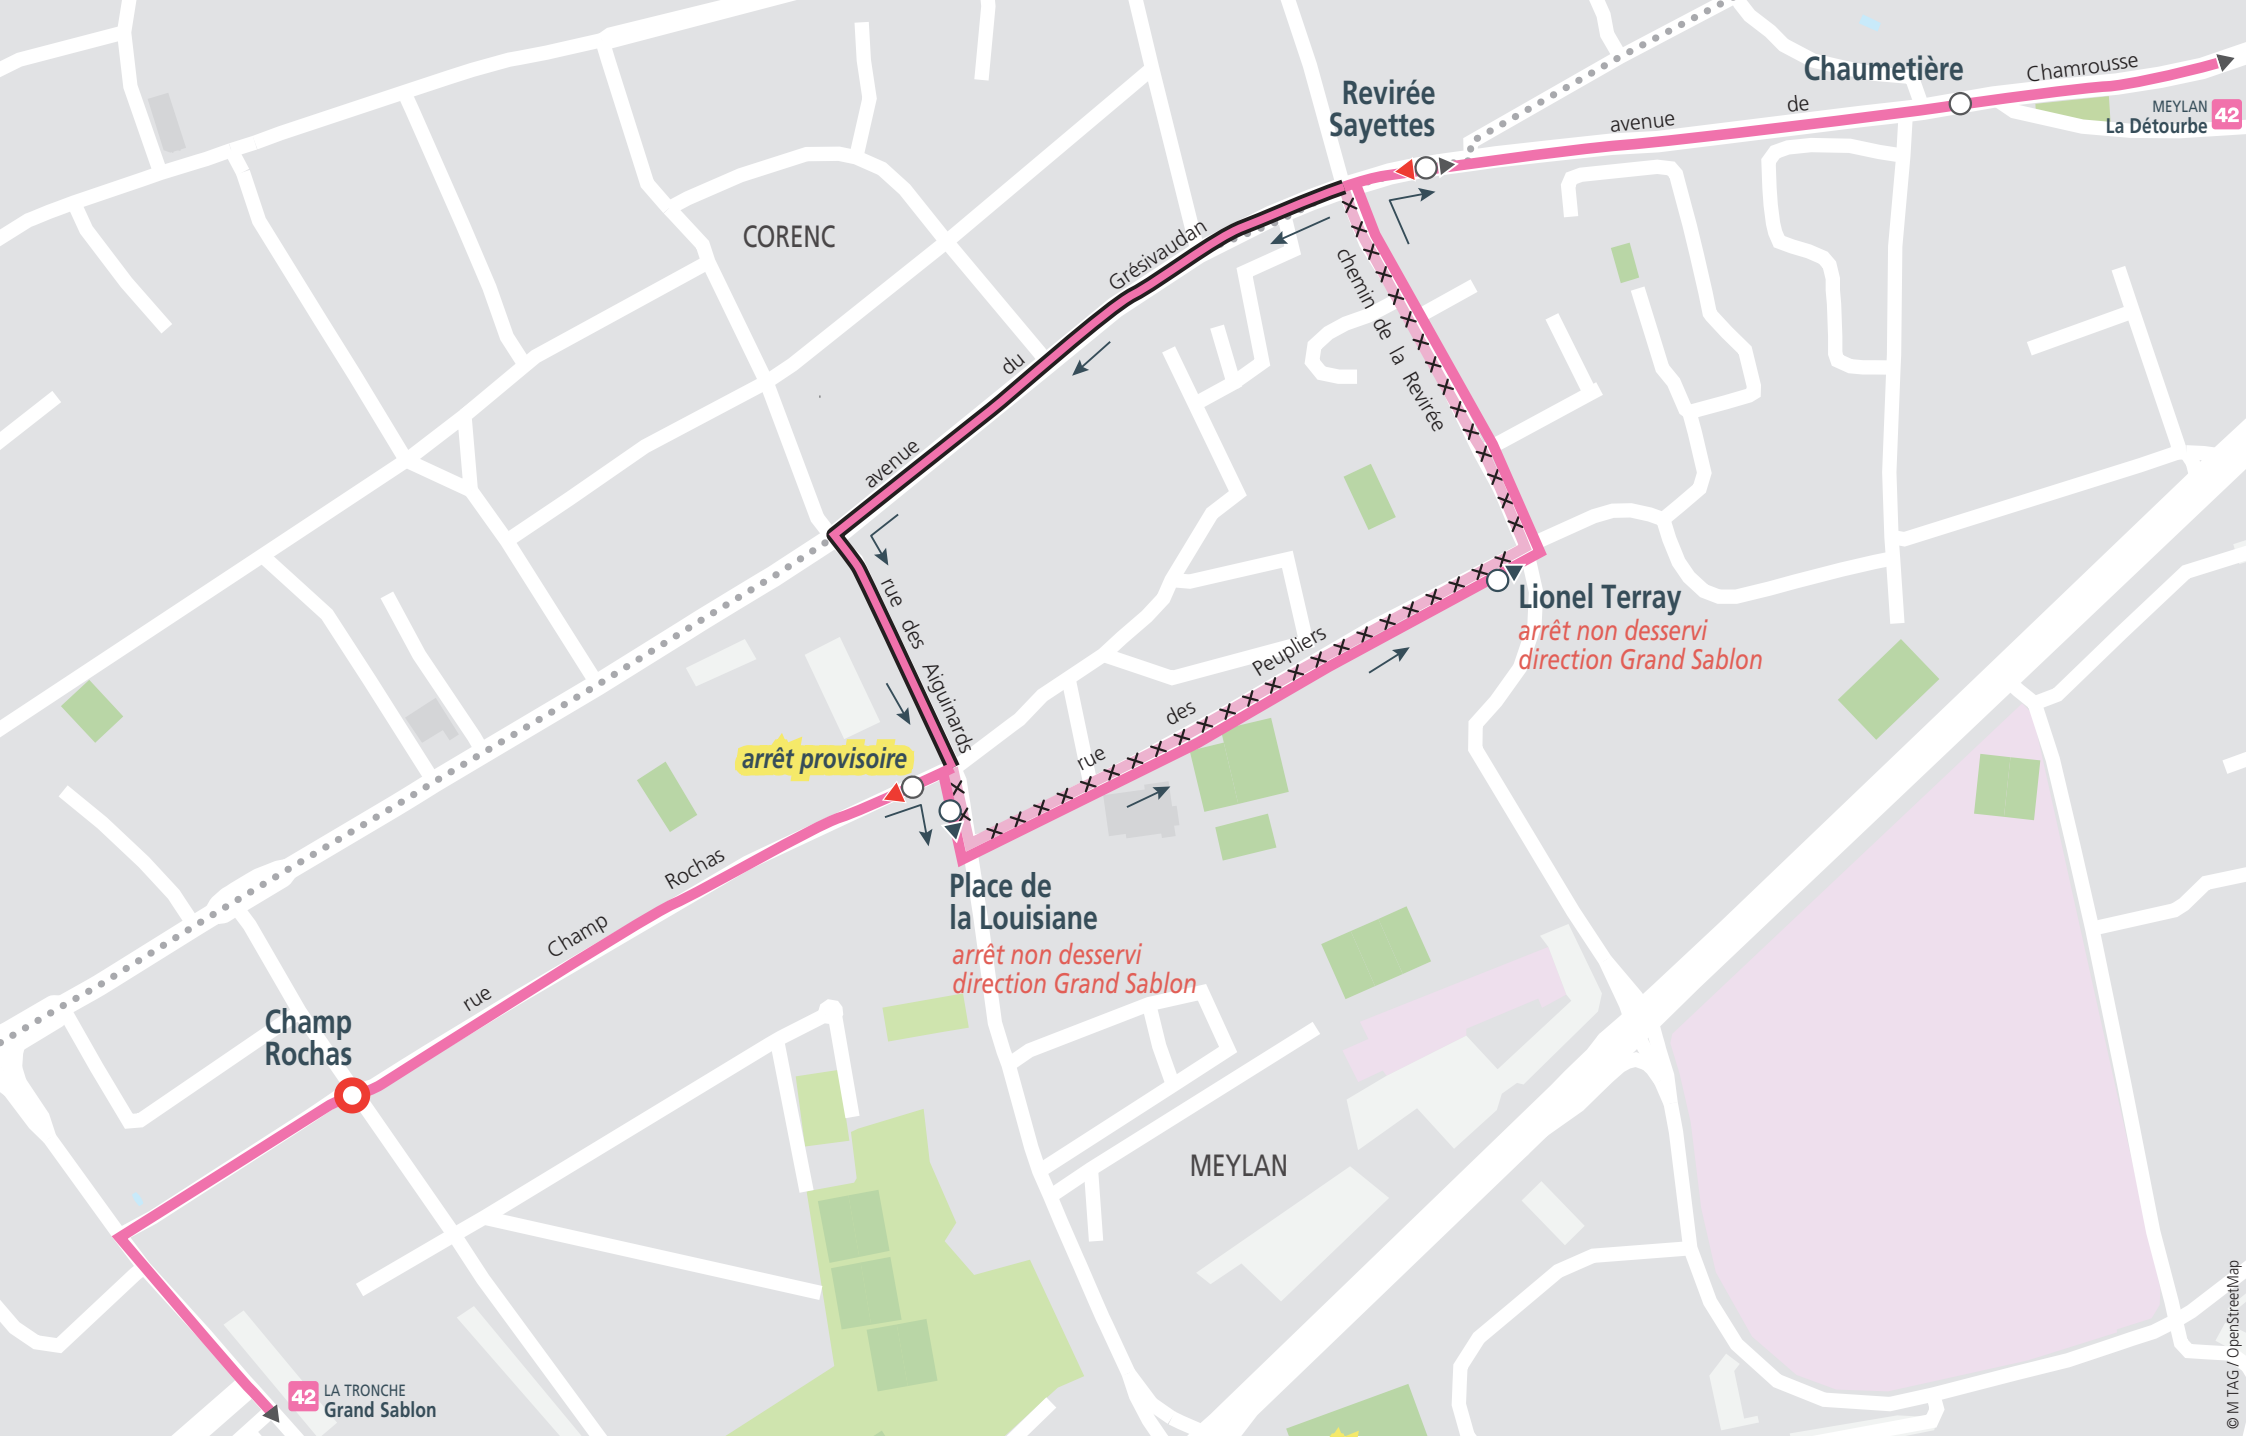 Chaumetière
Chamrousse
de
avenue
MEYLAN
La Détourbe
42
Revirée
Sayettes
CORENC
avenue du Grésivaudan
chemin de la Revirée
rue des Aiguinards
Lionel Terray
arrêt non desservi
direction Grand Sablon
rue des Peupliers
arrêt provisoire
Place de
la Louisiane
arrêt non desservi
direction Grand Sablon
rue Champ Rochas
Champ
Rochas
MEYLAN
42
LA TRONCHE
Grand Sablon
© M TAG / OpenStreetMap